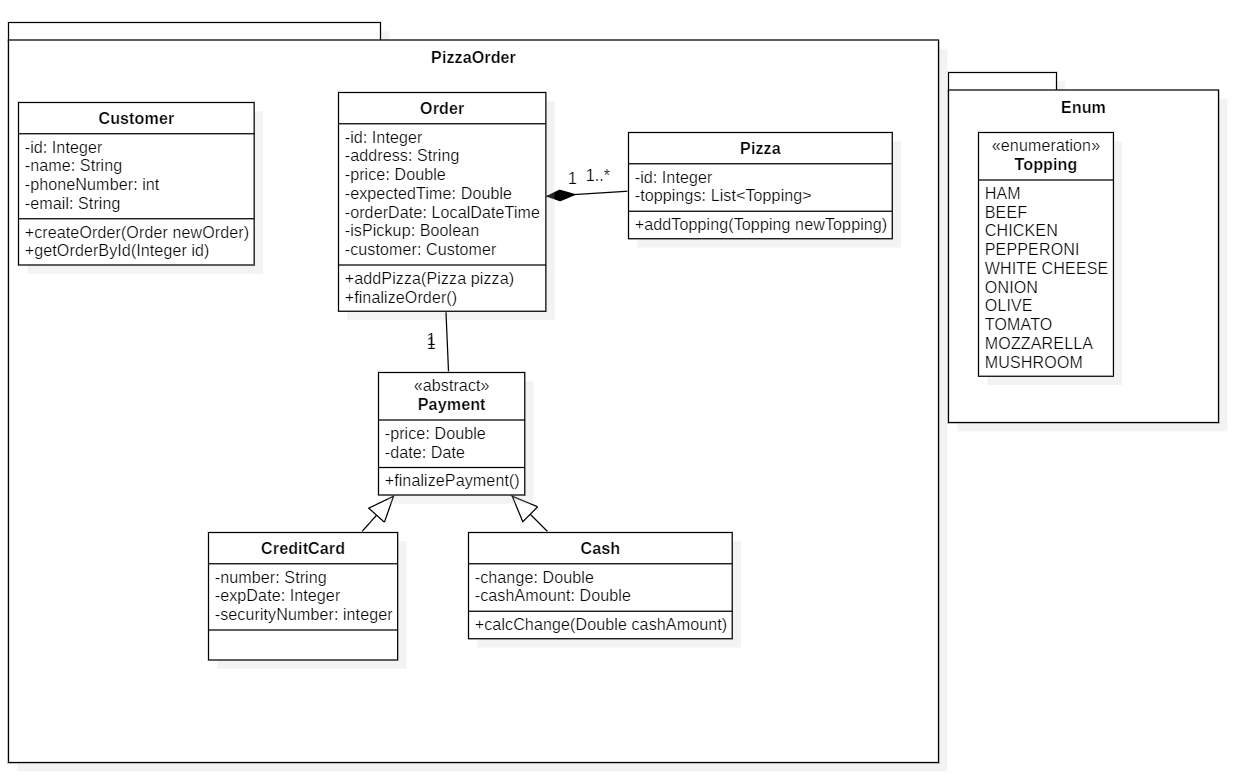 PizzaOrder
Customer
-id: Integer
-name: String
-phoneNumber: int
-email: String
+createOrder(Order newOrder)
+getOrderById(Integer id)
Order
-id: Integer
-address: String
-price: Double
-expectedTime: Double
-orderDate: LocalDateTime
-isPickup: Boolean
-customer: Customer
+addPizza(Pizza pizza)
+finalizeOrder()
1
1..*
Pizza
-id: Integer
-toppings: List<Topping>
+addTopping(Topping newTopping)
1
1
«abstract»
Payment
-price: Double
-date: Date
+finalizePayment()
CreditCard
-number: String
-expDate: Integer
-securityNumber: integer
Cash
-change: Double
-cashAmount: Double
+calcChange(Double cashAmount)
Enum
«enumeration»
Topping
HAM
BEEF
CHICKEN
PEPPERONI
WHITE CHEESE
ONION
OLIVE
TOMATO
MOZZARELLA
MUSHROOM